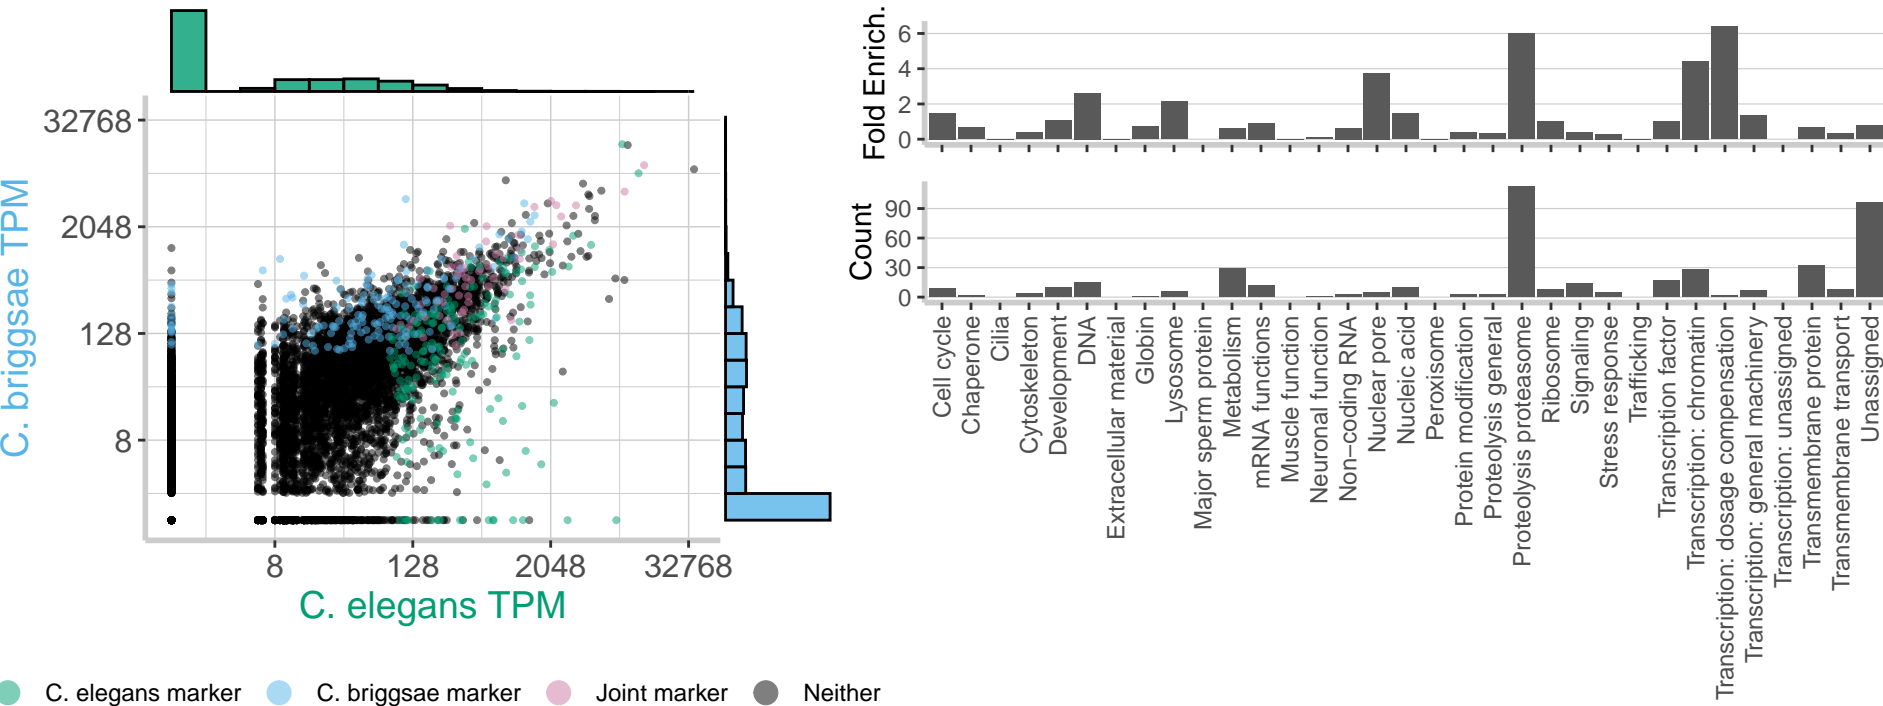 32768
2048
128
8
C. briggsae TPM
8
128
2048
32768
C. elegans TPM
C. elegans marker
C. briggsae marker
Joint marker
Neither
Fold Enrich.
6
4
2
0
Count
90
60
30
0
Cell cycle
Chaperone
Cilia
Cytoskeleton
Development
DNA
Extracellular material
Globin
Lysosome
Major sperm protein
Metabolism
mRNA functions
Muscle function
Neuronal function
Non−coding RNA
Nuclear pore
Nucleic acid
Peroxisome
Protein modification
Proteolysis general
Proteolysis proteasome
Ribosome
Signaling
Stress response
Trafficking
Transcription factor
Transcription: chromatin
Transcription: dosage compensation
Transcription: general machinery
Transcription: unassigned
Transmembrane protein
Transmembrane transport
Unassigned